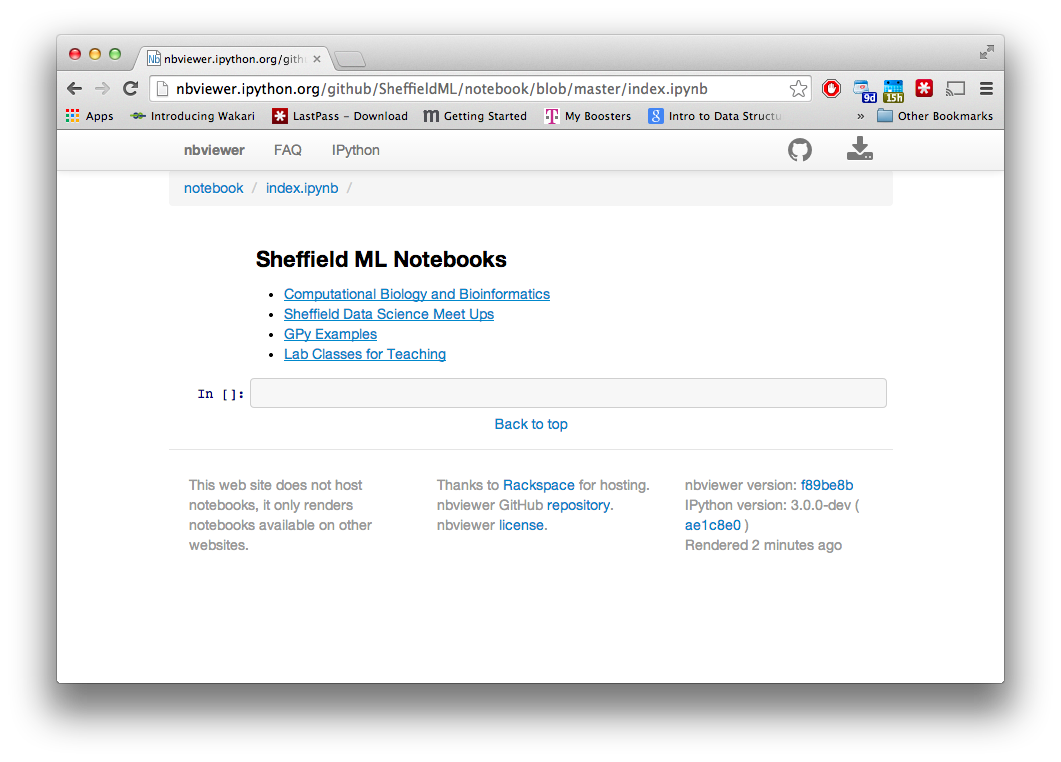 nbviewer.ipython.org/gith
nbviewer.ipython.org/github/SheffieldML/notebook/blob/master/index.ipynb
9d
15h
Apps Introducing Wakari LastPass – Download Getting Started My Boosters Intro to Data Structu » Other Bookmarks
nbviewer FAQ IPython
notebook / index.ipynb /
Sheffield ML Notebooks
• Computational Biology and Bioinformatics
• Sheffield Data Science Meet Ups
• GPy Examples
• Lab Classes for Teaching
In []:
Back to top
This web site does not host
notebooks, it only renders
notebooks available on other
websites.
Thanks to Rackspace for hosting.
nbviewer GitHub repository.
nbviewer license.
nbviewer version: f89be8b
IPython version: 3.0.0-dev (
ae1c8e0 )
Rendered 2 minutes ago